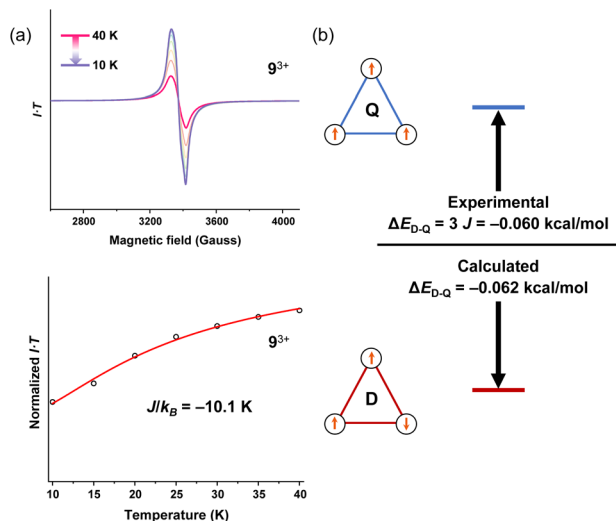 (a)
40 K
10 K
9³⁺
I·T
2800
3200
3600
4000
Magnetic field (Gauss)
9³⁺
Normalized I·T
J/k_B = –10.1 K
10
15
20
25
30
35
40
Temperature (K)
(b)
Q
Experimental
ΔE_D-Q = 3 J = –0.060 kcal/mol
Calculated
ΔE_D-Q = –0.062 kcal/mol
D